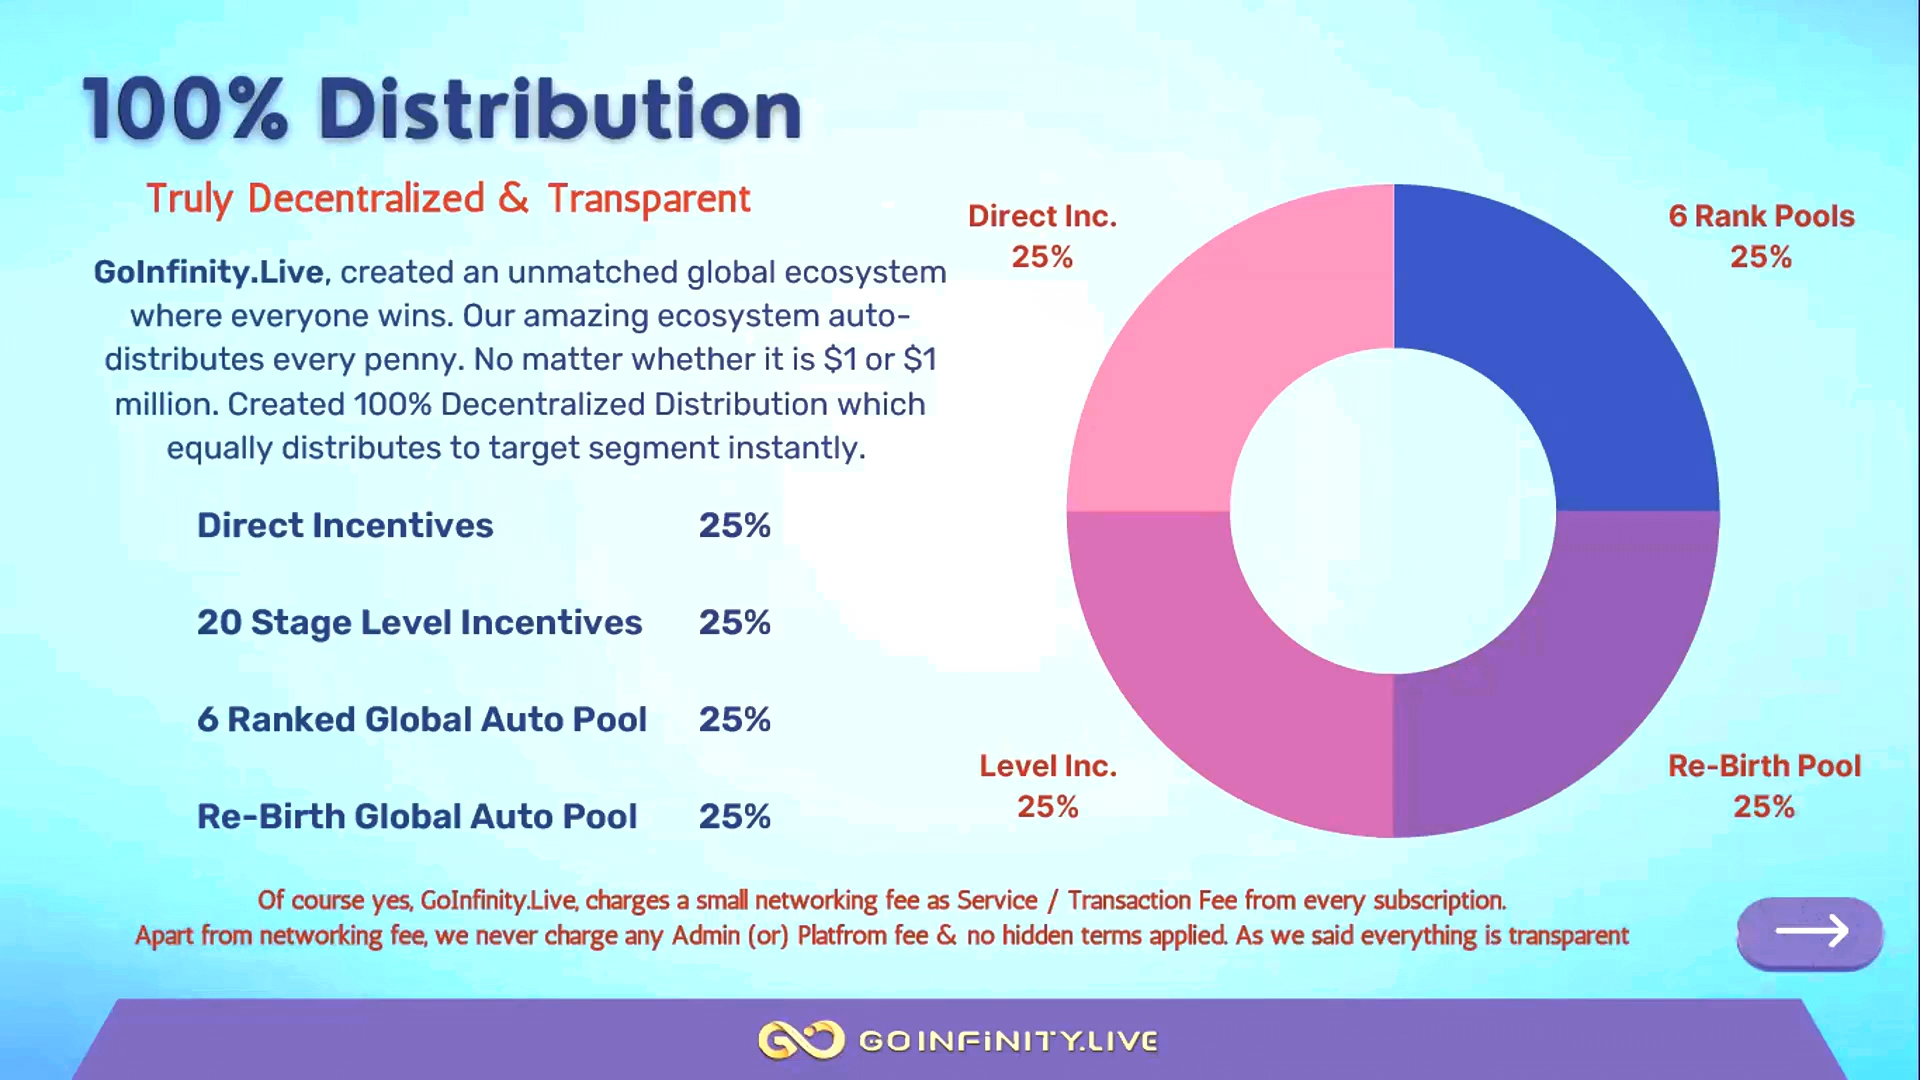 100% Distribution
Truly Decentralized & Transparent
GoInfinity.Live, created an unmatched global ecosystem
where everyone wins. Our amazing ecosystem auto-
distributes every penny. No matter whether it is $1 or $1
million. Created 100% Decentralized Distribution which
equally distributes to target segment instantly.
Direct Incentives 25%
20 Stage Level Incentives 25%
6 Ranked Global Auto Pool 25%
Re-Birth Global Auto Pool 25%
Direct Inc.
25%
6 Rank Pools
25%
Level Inc.
25%
Re-Birth Pool
25%
Of course yes, GoInfinity.Live, charges a small networking fee as Service / Transaction Fee from every subscription.
Apart from networking fee, we never charge any Admin (or) Platfrom fee & no hidden terms applied. As we said everything is transparent
GOINFINITY.LIVE